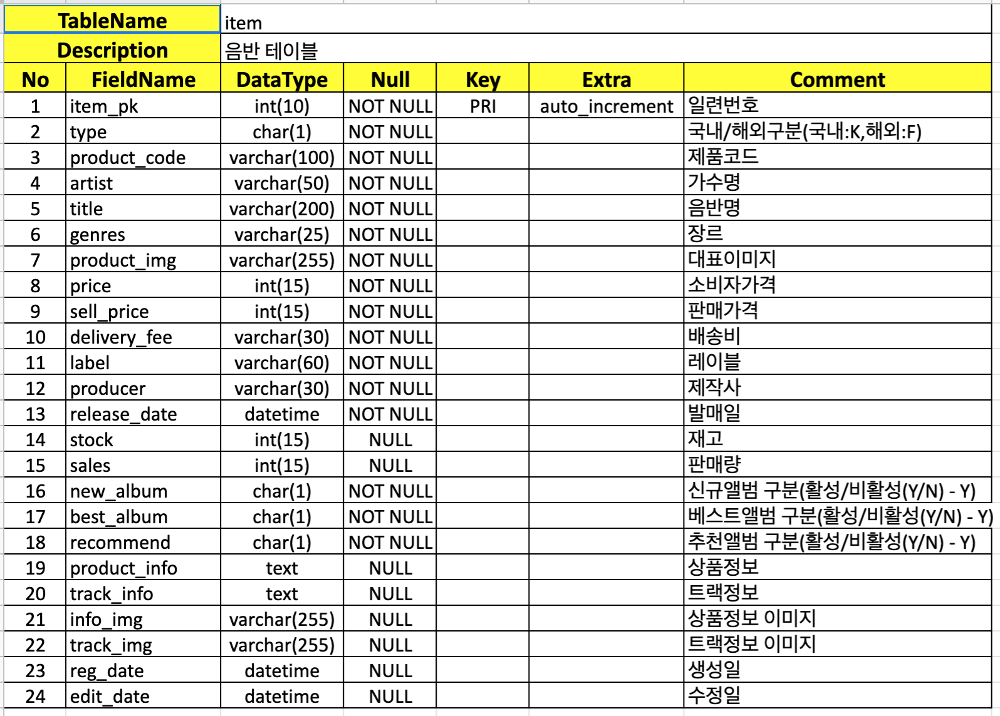 TableName item
Description 음반 테이블
No FieldName DataType Null Key Extra Comment
1 item_pk int(10) NOT NULL PRI auto_increment 일련번호
2 type char(1) NOT NULL 국내/해외구분(국내:K,해외:F)
3 product_code varchar(100) NOT NULL 제품코드
4 artist varchar(50) NOT NULL 가수명
5 title varchar(200) NOT NULL 음반명
6 genres varchar(25) NOT NULL 장르
7 product_img varchar(255) NOT NULL 대표이미지
8 price int(15) NOT NULL 소비자가격
9 sell_price int(15) NOT NULL 판매가격
10 delivery_fee varchar(30) NOT NULL 배송비
11 label varchar(60) NOT NULL 레이블
12 producer varchar(30) NOT NULL 제작사
13 release_date datetime NOT NULL 발매일
14 stock int(15) NULL 재고
15 sales int(15) NULL 판매량
16 new_album char(1) NOT NULL 신규앨범 구분(활성/비활성(Y/N) - Y)
17 best_album char(1) NOT NULL 베스트앨범 구분(활성/비활성(Y/N) - Y)
18 recommend char(1) NOT NULL 추천앨범 구분(활성/비활성(Y/N) - Y)
19 product_info text NULL 상품정보
20 track_info text NULL 트랙정보
21 info_img varchar(255) NULL 상품정보 이미지
22 track_img varchar(255) NULL 트랙정보 이미지
23 reg_date datetime NULL 생성일
24 edit_date datetime NULL 수정일